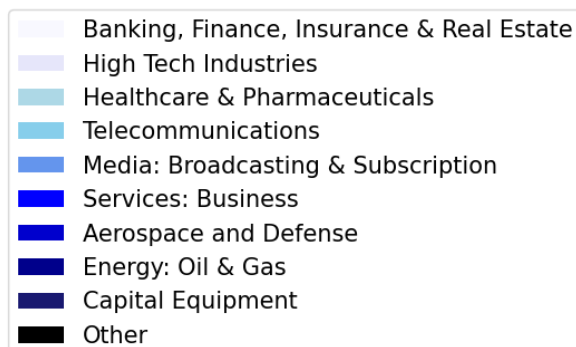 Banking, Finance, Insurance & Real Estate
High Tech Industries
Healthcare & Pharmaceuticals
Telecommunications
Media: Broadcasting & Subscription
Services: Business
Aerospace and Defense
Energy: Oil & Gas
Capital Equipment
Other